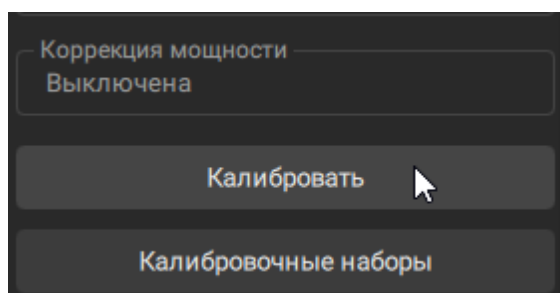 Коррекция мощности
Выключена
Калибровать
Калибровочные наборы